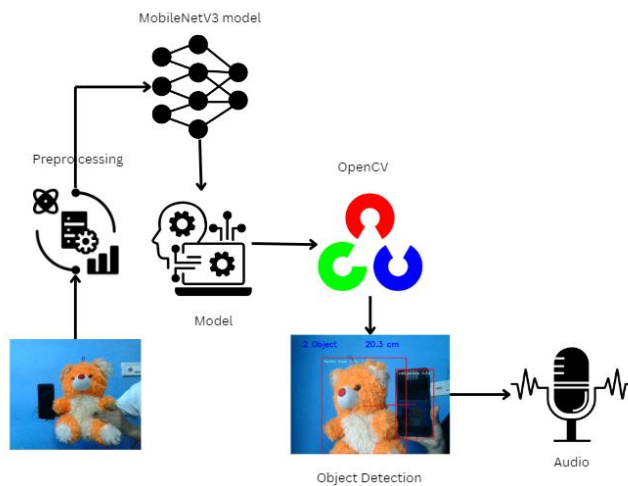 MobileNetV3 model
Preprocessing
OpenCV
Model
2 Object 20.3 cm
Object Detection
Audio